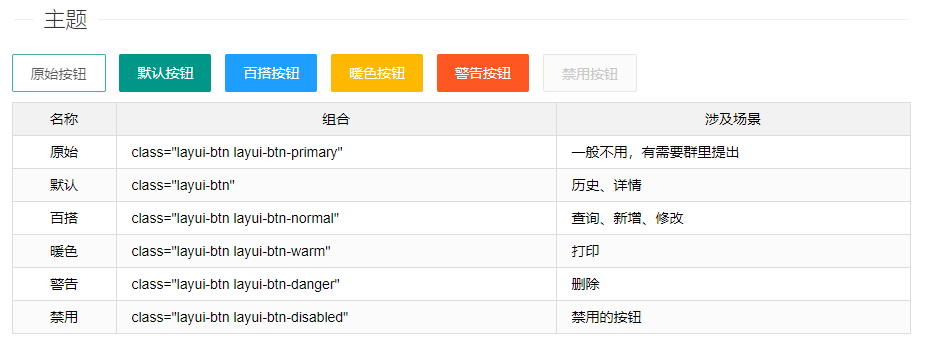 主题
原始按钮 默认按钮 百搭按钮 暖色按钮 警告按钮 禁用按钮
名称 组合 涉及场景
原始 class="layui-btn layui-btn-primary" 一般不用，有需要群里提出
默认 class="layui-btn" 历史、详情
百搭 class="layui-btn layui-btn-normal" 查询、新增、修改
暖色 class="layui-btn layui-btn-warm" 打印
警告 class="layui-btn layui-btn-danger" 删除
禁用 class="layui-btn layui-btn-disabled" 禁用的按钮